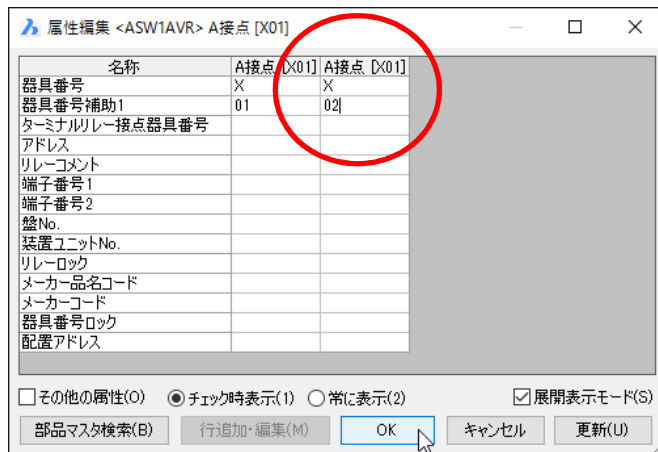 属性編集 <ASW1AVR> A接点 [X01]
名称 A接点 [X01] A接点 [X01]
器具番号 X X
器具番号補助1 01 02
ターミナルリレー接点器具番号
アドレス
リレーコメント
端子番号1
端子番号2
盤No.
装置ユニットNo.
リレーロック
メーカー品名コード
メーカーコード
器具番号ロック
配置アドレス
その他の属性(O) チェック時表示(1) 常に表示(2) 展開表示モード(S)
部品マスタ検索(B) 行追加・編集(M) OK キャンセル 更新(U)